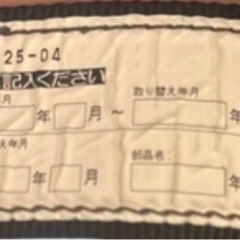 25-04
記入ください
月 取り替え年月
年 月 〜 年
年月 部品名:
年 月 年